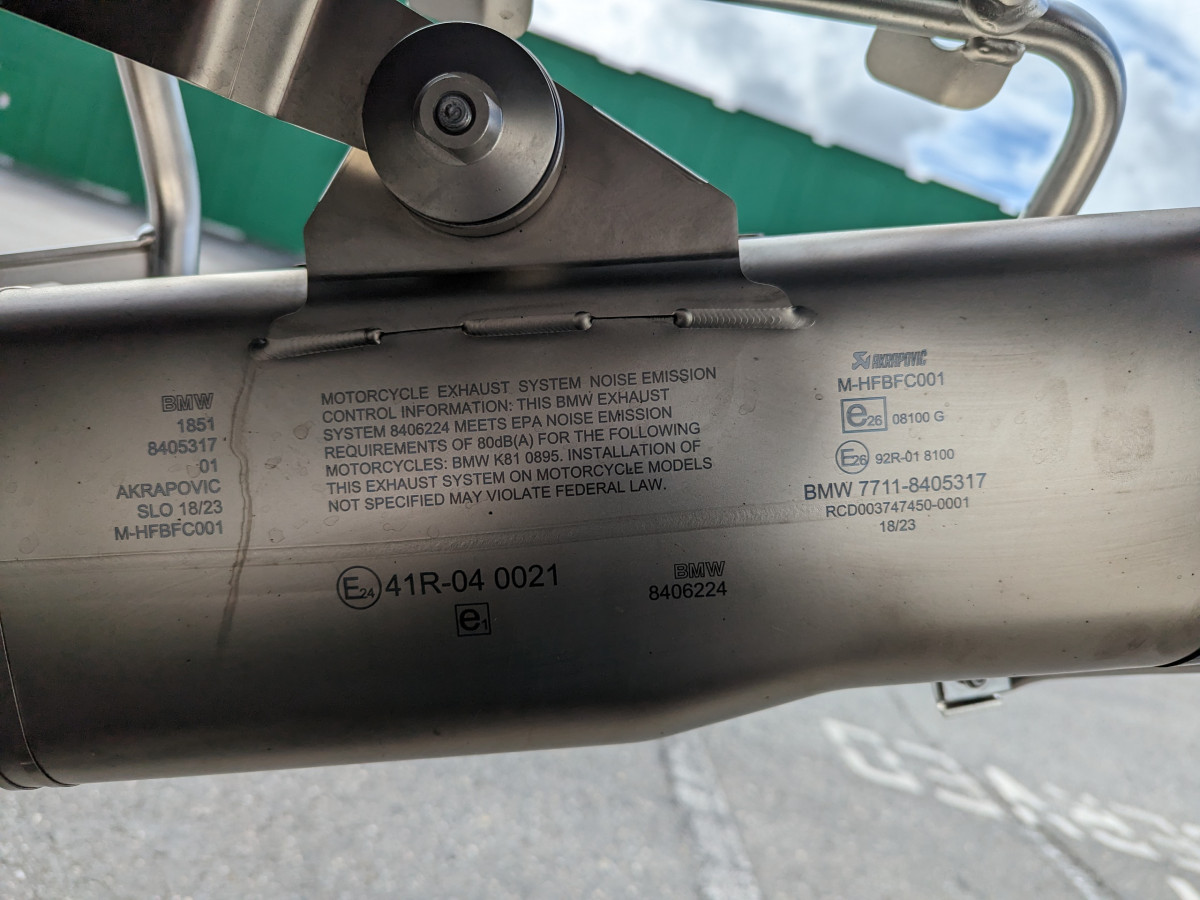 BMW
1851
8405317
01
AKRAPOVIC
SLO 18/23
M-HFBFC001
MOTORCYCLE EXHAUST SYSTEM NOISE EMISSION
CONTROL INFORMATION: THIS BMW EXHAUST
SYSTEM 8406224 MEETS EPA NOISE EMISSION
REQUIREMENTS OF 80dB(A) FOR THE FOLLOWING
MOTORCYCLES: BMW K81 0895. INSTALLATION OF
THIS EXHAUST SYSTEM ON MOTORCYCLE MODELS
NOT SPECIFIED MAY VIOLATE FEDERAL LAW.
E24 41R-04 0021
e1
BMW
8406224
AKRAPOVIC
M-HFBFC001
e26 08100 G
E26 92R-01 8100
BMW 7711-8405317
RCD003747450-0001
18/23